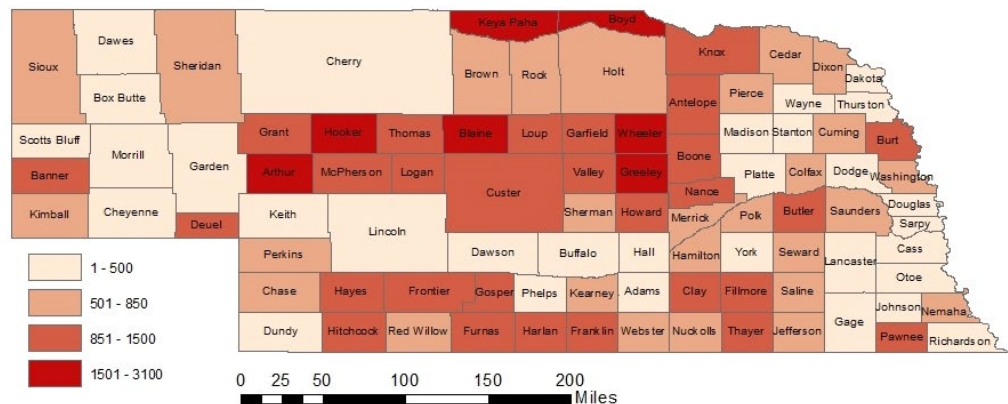 Keya Paha Boyd
Dawes Knox Cedar
Sioux Sheridan Cherry Brown Rock Holt Dixon
Dakota
Box Butte Antelope Pierce Wayne Thurston
Scotts Bluff Grant Hooker Thomas Blaine Loup Garfield Wheeler Madison Stanton Cuming Burt
Morrill Garden
Banner Arthur McPherson Logan Custer Valley Greeley Boone Platte Colfax Dodge Washington
Nance
Kimball Cheyenne Deuel Keith Lincoln Sherman Howard Merrick Polk Butler Saunders Douglas
Sarpy
Perkins Dawson Buffalo Hall Hamilton York Seward Lancaster Cass
Otoe
Chase Hayes Frontier Gosper Phelps Kearney Adams Clay Fillmore Saline
Johnson Nemaha
Dundy Hitchcock Red Willow Furnas Harlan Franklin Webster Nuckolls Thayer Jefferson Gage Pawnee Richardson
1 - 500
501 - 850
851 - 1500
1501 - 3100
0 25 50 100 150 200
Miles